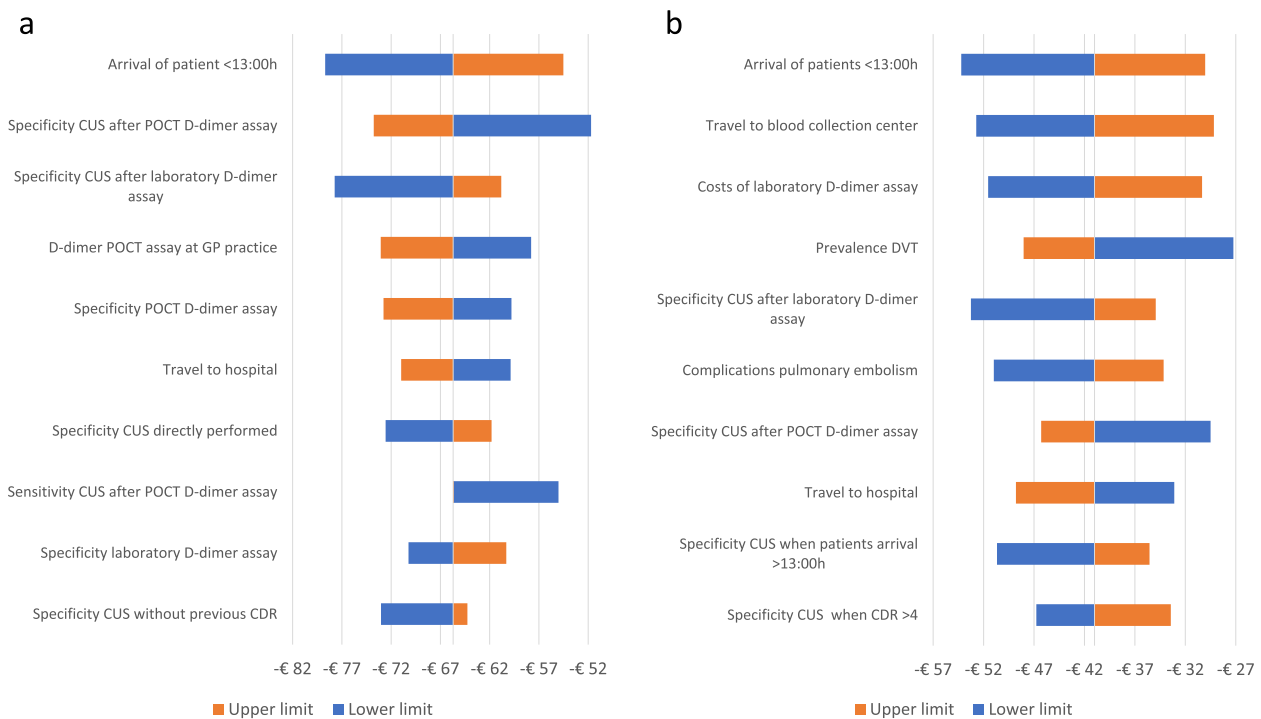 a
Arrival of patient <13:00h
Specificity CUS after POCT D-dimer assay
Specificity CUS after laboratory D-dimer
assay
D-dimer POCT assay at GP practice
Specificity POCT D-dimer assay
Travel to hospital
Specificity CUS directly performed
Sensitivity CUS after POCT D-dimer assay
Specificity laboratory D-dimer assay
Specificity CUS without previous CDR
-€ 82 -€ 77 -€ 72 -€ 67 -€ 62 -€ 57 -€ 52
Upper limit Lower limit
b
Arrival of patients <13:00h
Travel to blood collection center
Costs of laboratory D-dimer assay
Prevalence DVT
Specificity CUS after laboratory D-dimer
assay
Complications pulmonary embolism
Specificity CUS after POCT D-dimer assay
Travel to hospital
Specificity CUS when patients arrival
>13:00h
Specificity CUS  when CDR >4
-€ 57 -€ 52 -€ 47 -€ 42 -€ 37 -€ 32 -€ 27
Upper limit Lower limit